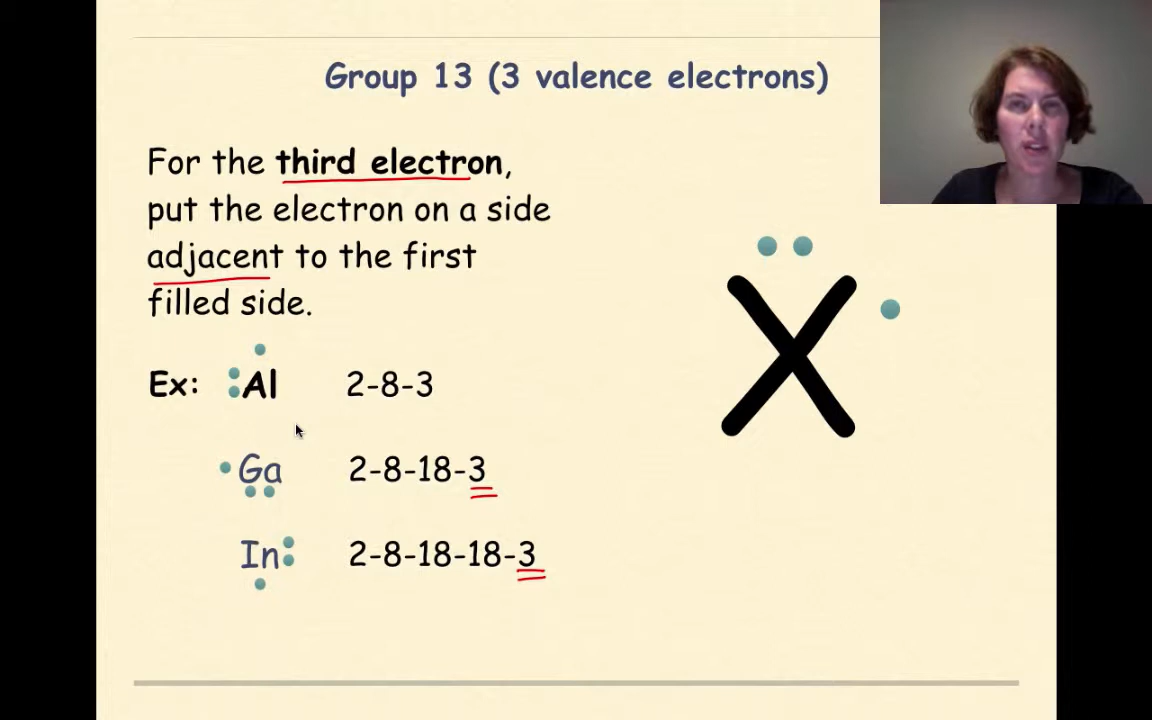 Group 13 (3 valence electrons)
For the third electron,
put the electron on a side
adjacent to the first
filled side.
Ex: Al 2-8-3
Ga 2-8-18-3
In 2-8-18-18-3
X